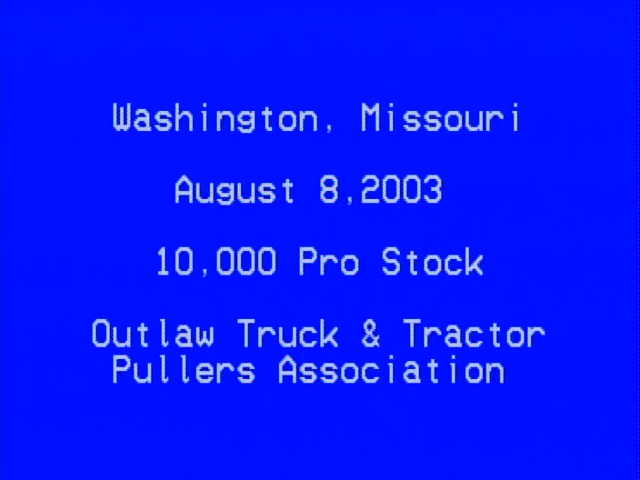 Washington, Missouri
August 8,2003
10,000 Pro Stock
Outlaw Truck & Tractor
Pullers Association